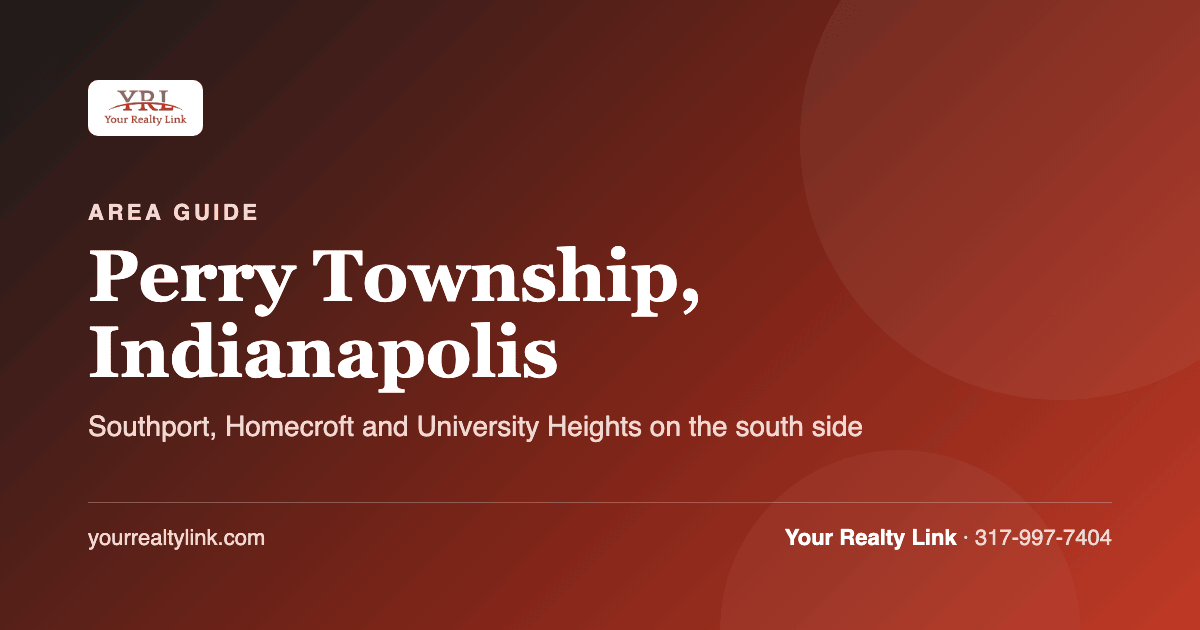 YRL
Your Realty Link
AREA GUIDE
Perry Township,
Indianapolis
Southport, Homecroft and University Heights on the south side
yourrealtylink.com
Your Realty Link · 317-997-7404